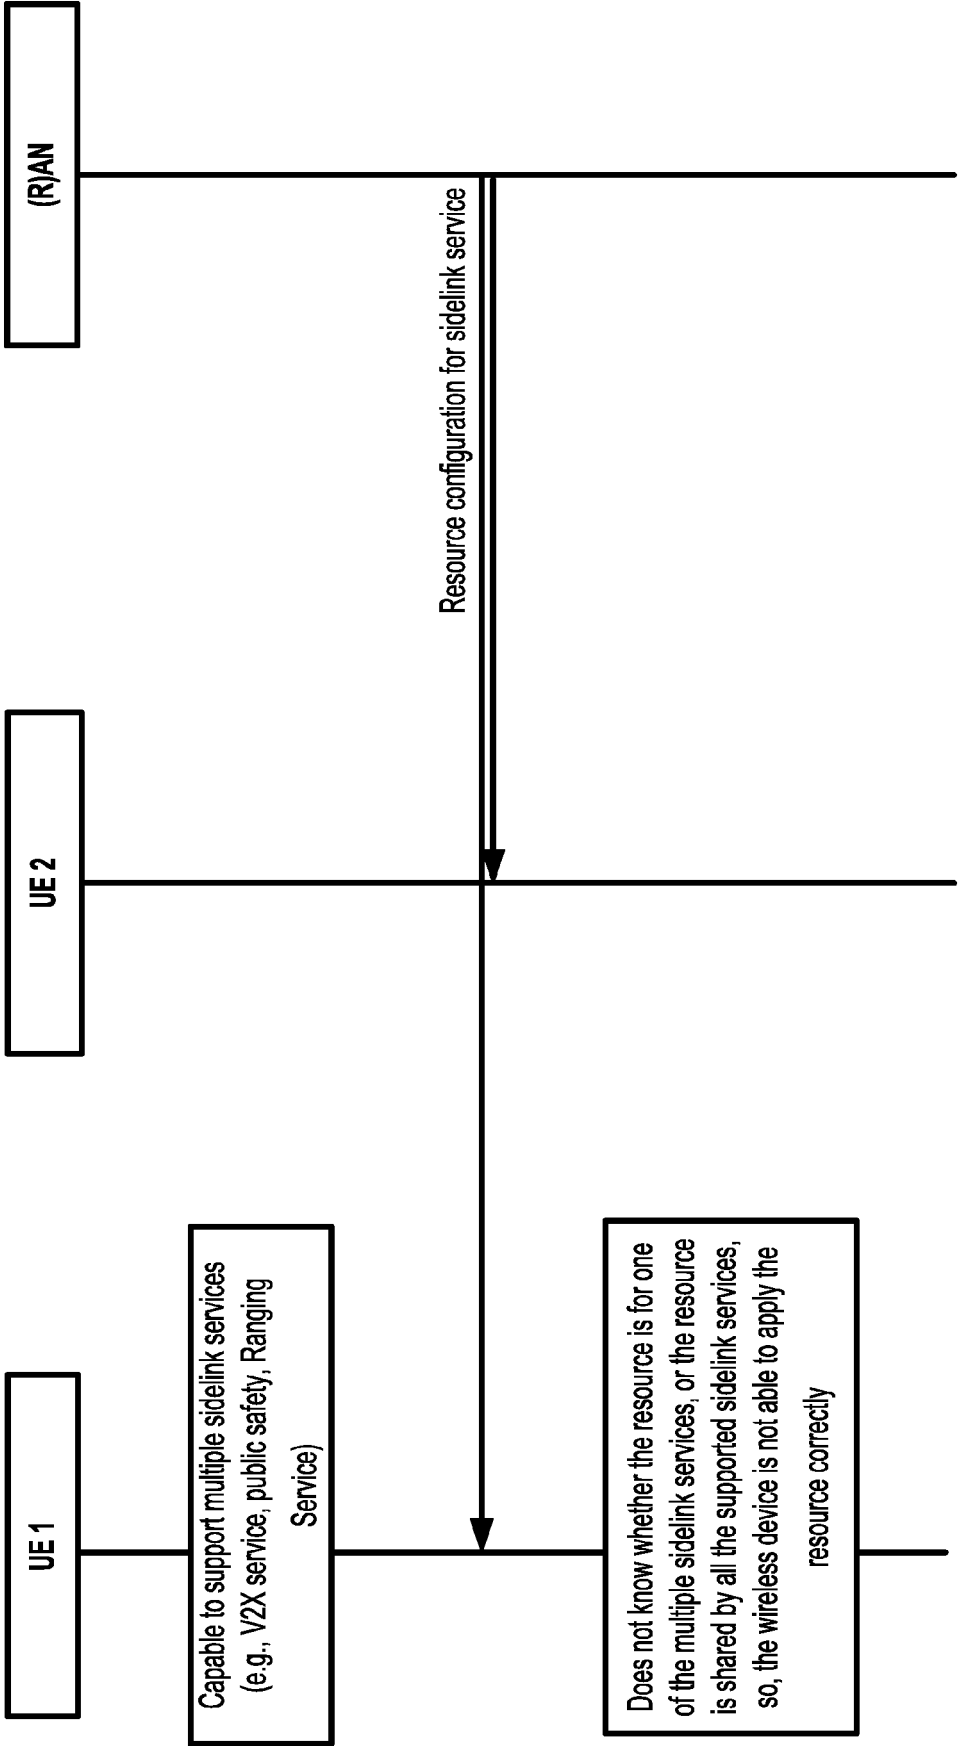 UE 1
UE 2
(R)AN
Capable to support multiple sidelink services
(e.g., V2X service, public safety, Ranging
Service)
Resource configuration for sidelink service
Does not know whether the resource is for one
of the multiple sidelink services, or the resource
is shared by all the supported sidelink services,
so, the wireless device is not able to apply the
resource correctly